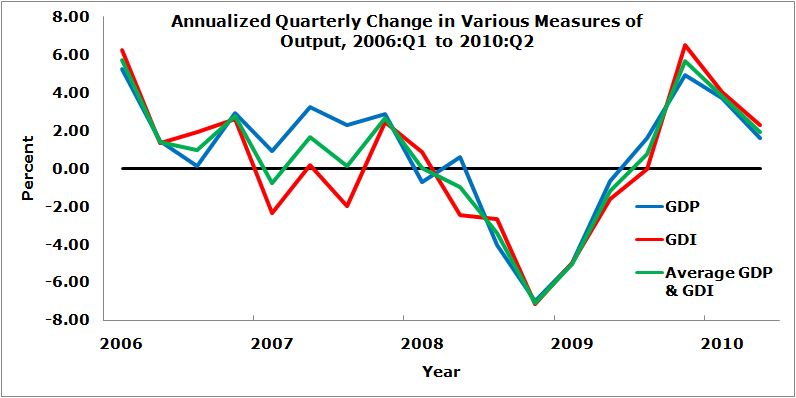 Annualized Quarterly Change in Various Measures of
Output, 2006:Q1 to 2010:Q2
8.00
6.00
4.00
2.00
0.00
-2.00
-4.00
-6.00
-8.00
Percent
GDP
GDI
Average GDP
& GDI
2006 2007 2008 2009 2010
Year